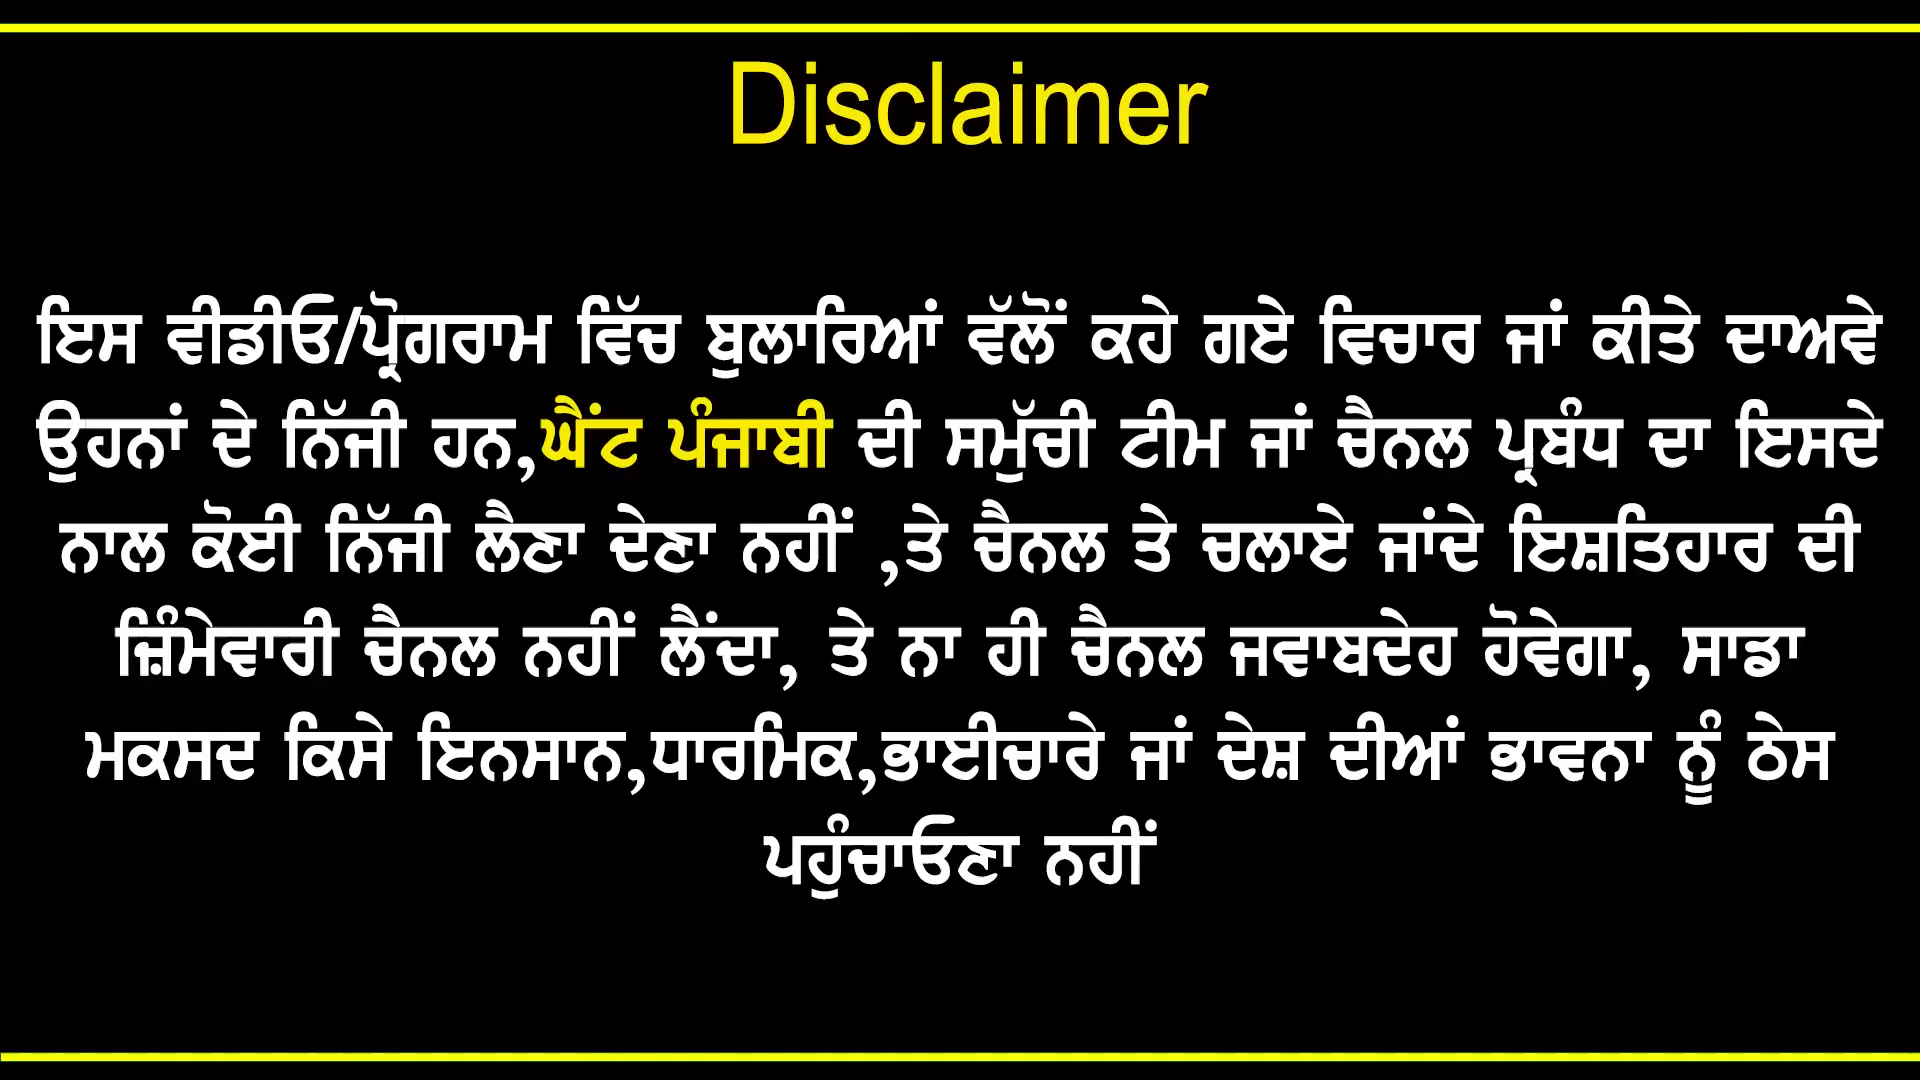 Disclaimer
ਇਸ ਵੀਡੀਓ/ਪ੍ਰੋਗਰਾਮ ਵਿੱਚ ਬੁਲਾਰਿਆਂ ਵੱਲੋਂ ਕਹੇ ਗਏ ਵਿਚਾਰ ਜਾਂ ਕੀਤੇ ਦਾਅਵੇ
ਉਹਨਾਂ ਦੇ ਨਿੱਜੀ ਹਨ,ਘੈਂਟ ਪੰਜਾਬੀ ਦੀ ਸਮੁੱਚੀ ਟੀਮ ਜਾਂ ਚੈਨਲ ਪ੍ਰਬੰਧ ਦਾ ਇਸਦੇ
ਨਾਲ ਕੋਈ ਨਿੱਜੀ ਲੈਣਾ ਦੇਣਾ ਨਹੀਂ ,ਤੇ ਚੈਨਲ ਤੇ ਚਲਾਏ ਜਾਂਦੇ ਇਸ਼ਤਿਹਾਰ ਦੀ
ਜ਼ਿੰਮੇਵਾਰੀ ਚੈਨਲ ਨਹੀਂ ਲੈਂਦਾ, ਤੇ ਨਾ ਹੀ ਚੈਨਲ ਜਵਾਬਦੇਹ ਹੋਵੇਗਾ, ਸਾਡਾ
ਮਕਸਦ ਕਿਸੇ ਇਨਸਾਨ,ਧਾਰਮਿਕ,ਭਾਈਚਾਰੇ ਜਾਂ ਦੇਸ਼ ਦੀਆਂ ਭਾਵਨਾ ਨੂੰ ਠੇਸ
ਪਹੁੰਚਾਓਣਾ ਨਹੀਂ